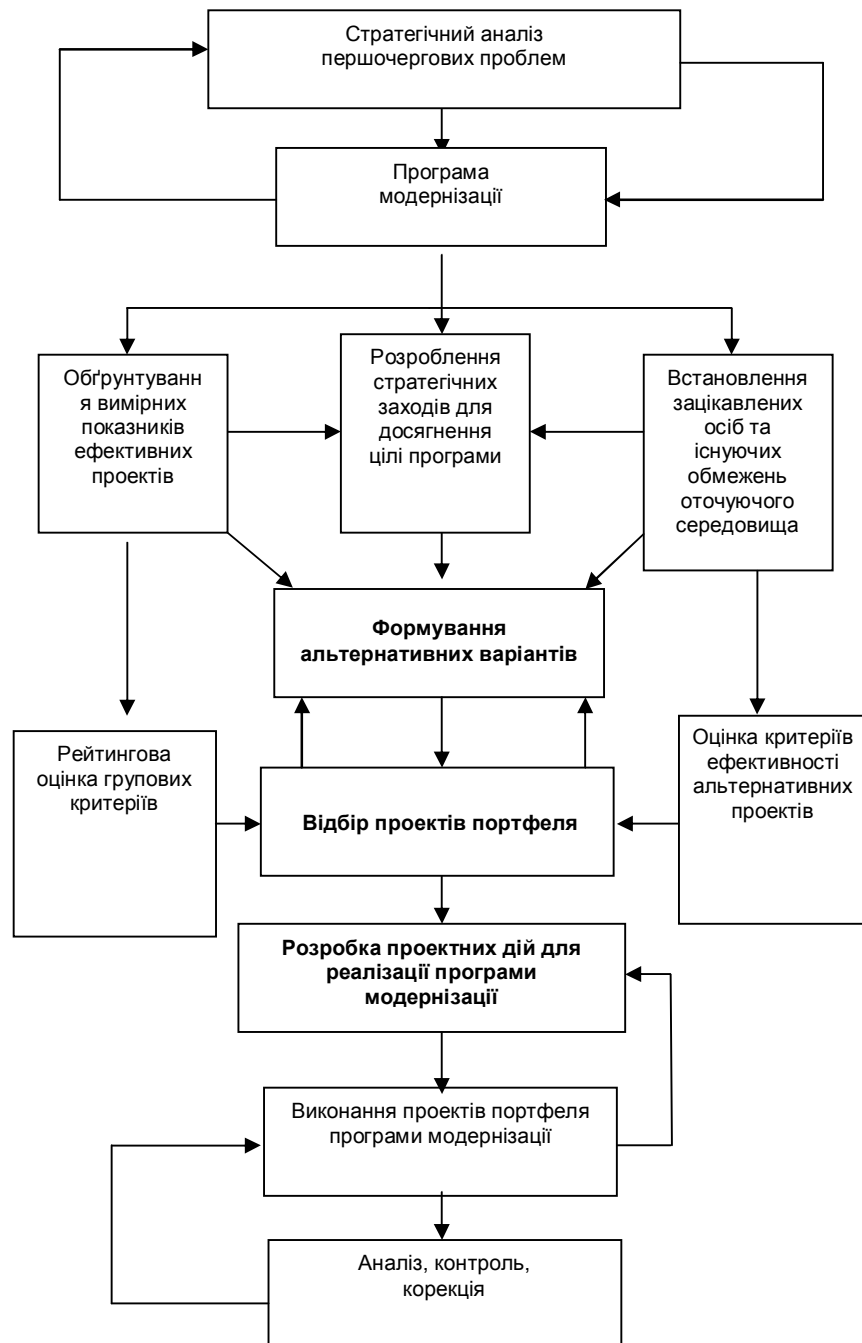 Стратегічний аналіз
першочергових проблем
Програма
модернізації
Обґрунтуванн
я вимірних
показників
ефективних
проектів
Розроблення
стратегічних
заходів для
досягнення
цілі програми
Встановлення
зацікавлених
осіб та
існуючих
обмежень
оточуючого
середовища
Формування
альтернативних варіантів
Рейтингова
оцінка групових
критеріїв
Відбір проектів портфеля
Оцінка критеріїв
ефективності
альтернативних
проектів
Розробка проектних дій для
реалізації програми
модернізації
Виконання проектів портфеля
програми модернізації
Аналіз, контроль,
корекція